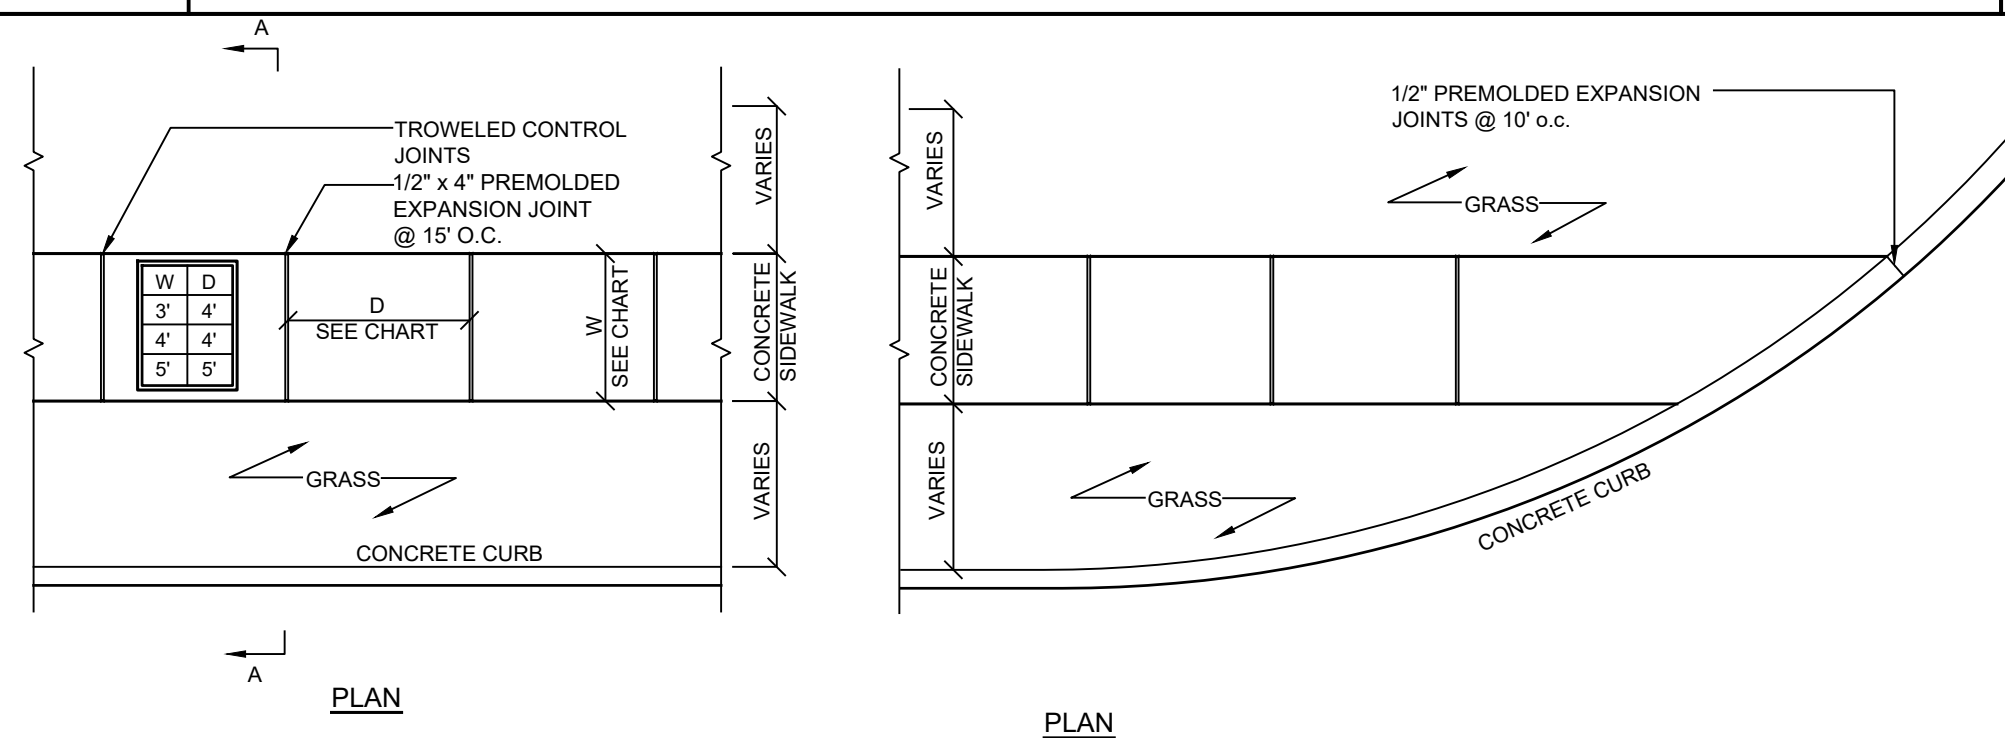 A
TROWELED CONTROL
JOINTS
1/2" x 4" PREMOLDED
EXPANSION JOINT
@ 15' O.C.
W D
3' 4'
4' 4'
5' 5'
D
SEE CHART
W
SEE CHART
VARIES
CONCRETE
SIDEWALK
VARIES
GRASS
CONCRETE CURB
A
PLAN
1/2" PREMOLDED EXPANSION
JOINTS @ 10' o.c.
VARIES
GRASS
CONCRETE
SIDEWALK
VARIES
GRASS
CONCRETE CURB
PLAN